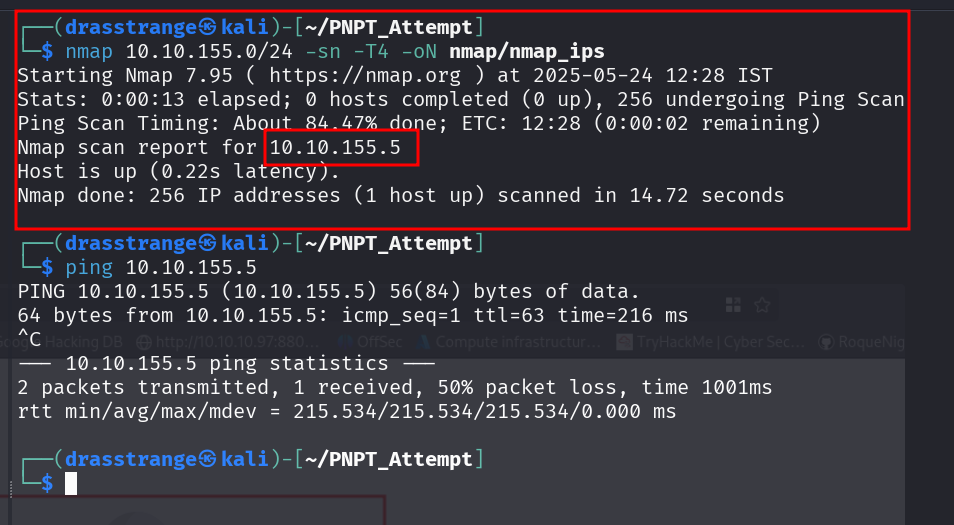 ┌──(drasstrange㉿kali)-[~/PNPT_Attempt]
└─$ nmap 10.10.155.0/24 -sn -T4 -oN nmap/nmap_ips
Starting Nmap 7.95 ( https://nmap.org ) at 2025-05-24 12:28 IST
Stats: 0:00:13 elapsed; 0 hosts completed (0 up), 256 undergoing Ping Scan
Ping Scan Timing: About 84.47% done; ETC: 12:28 (0:00:02 remaining)
Nmap scan report for 10.10.155.5
Host is up (0.22s latency).
Nmap done: 256 IP addresses (1 host up) scanned in 14.72 seconds
┌──(drasstrange㉿kali)-[~/PNPT_Attempt]
└─$ ping 10.10.155.5
PING 10.10.155.5 (10.10.155.5) 56(84) bytes of data.
64 bytes from 10.10.155.5: icmp_seq=1 ttl=63 time=216 ms
^C
Hacking DB http://10.10.10.97:880... OffSec Compute infrastructur... TryHackMe | Cyber Sec... RoqueNig
--- 10.10.155.5 ping statistics ---
2 packets transmitted, 1 received, 50% packet loss, time 1001ms
rtt min/avg/max/mdev = 215.534/215.534/215.534/0.000 ms
┌──(drasstrange㉿kali)-[~/PNPT_Attempt]
└─$